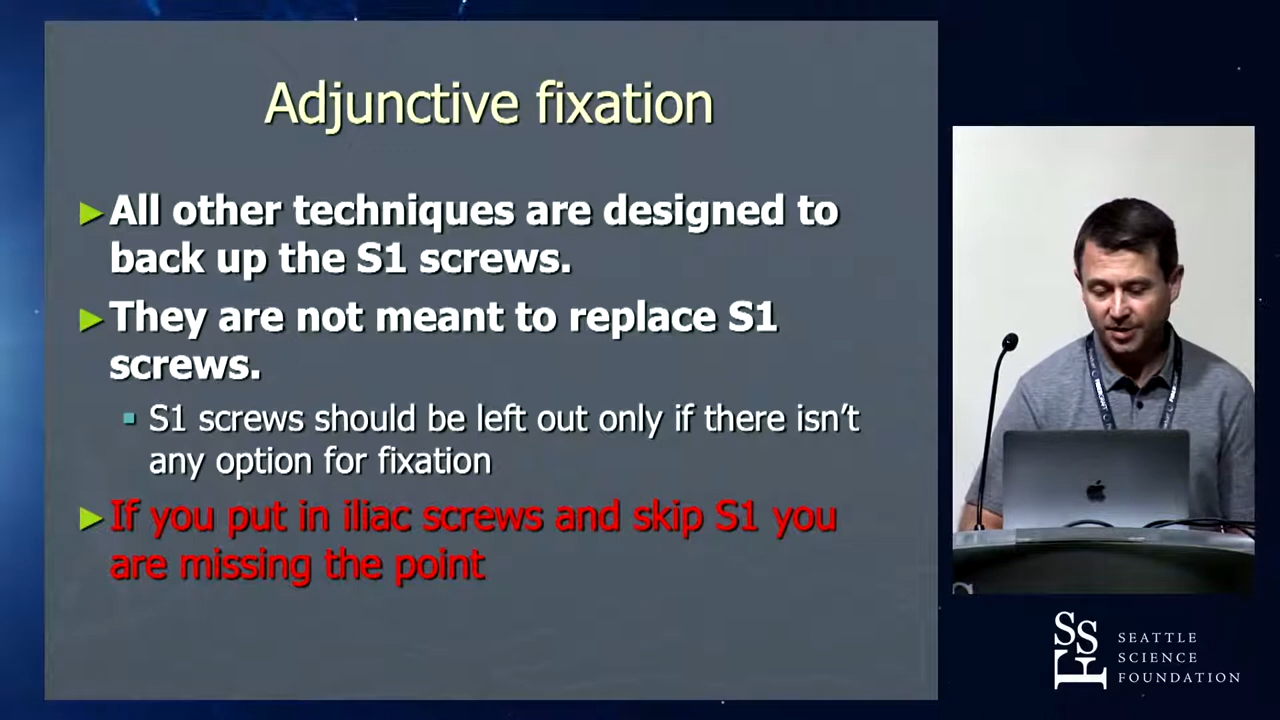 Adjunctive fixation
►All other techniques are designed to
back up the S1 screws.
►They are not meant to replace S1
screws.
▪ S1 screws should be left out only if there isn’t
any option for fixation
►If you put in iliac screws and skip S1 you
are missing the point
SSF
SEATTLE
SCIENCE
FOUNDATION